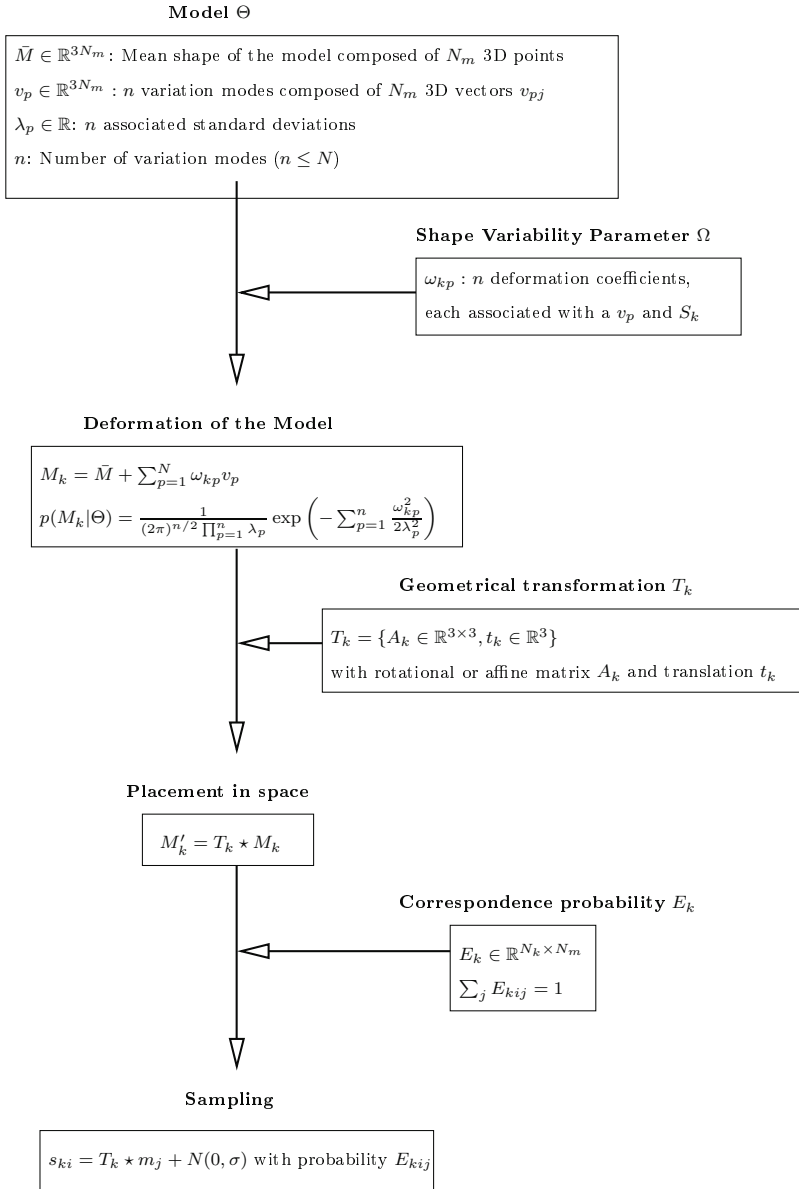 Model Θ
M̄ ∈ ℝ^{3N_m}: Mean shape of the model composed of N_m 3D points
v_p ∈ ℝ^{3N_m} : n variation modes composed of N_m 3D vectors v_{pj}
λ_p ∈ ℝ: n associated standard deviations
n: Number of variation modes (n ≤ N)
Shape Variability Parameter Ω
ω_{kp} : n deformation coefficients,
each associated with a v_p and S_k
Deformation of the Model
M_k = M̄ + ∑_{p=1}^{N} ω_{kp} v_p
p(M_k|Θ) = \frac{1}{(2π)^{n/2} ∏_{p=1}^{n} λ_p} exp(−∑_{p=1}^{n} \frac{ω_{kp}^2}{2λ_p^2})
Geometrical transformation T_k
T_k = {A_k ∈ ℝ^{3×3}, t_k ∈ ℝ^3}
with rotational or affine matrix A_k and translation t_k
Placement in space
M′_k = T_k ⋆ M_k
Correspondence probability E_k
E_k ∈ ℝ^{N_k×N_m}
∑_j E_{kij} = 1
Sampling
s_{ki} = T_k ⋆ m_j + N(0, σ) with probability E_{kij}